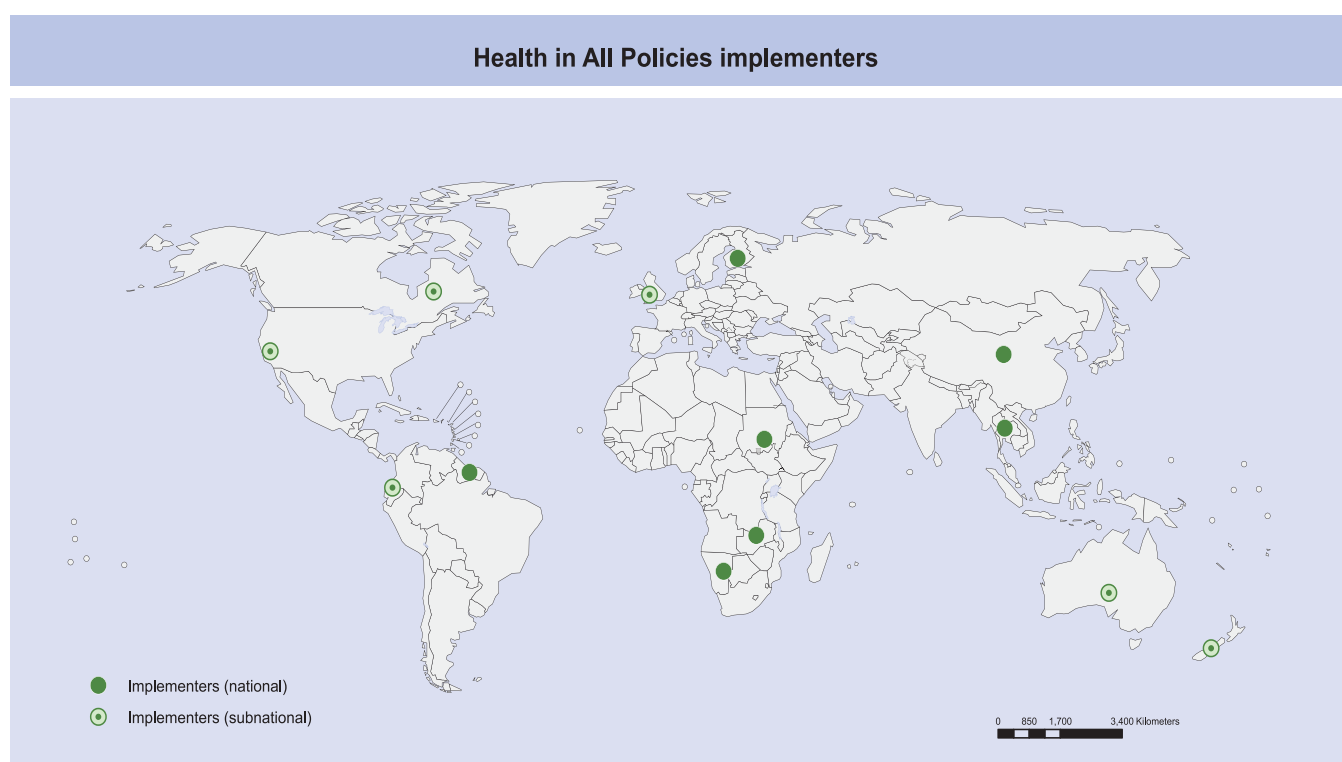 Health in All Policies implementers
Implementers (national)
Implementers (subnational)
0 850 1,700 3,400 Kilometers